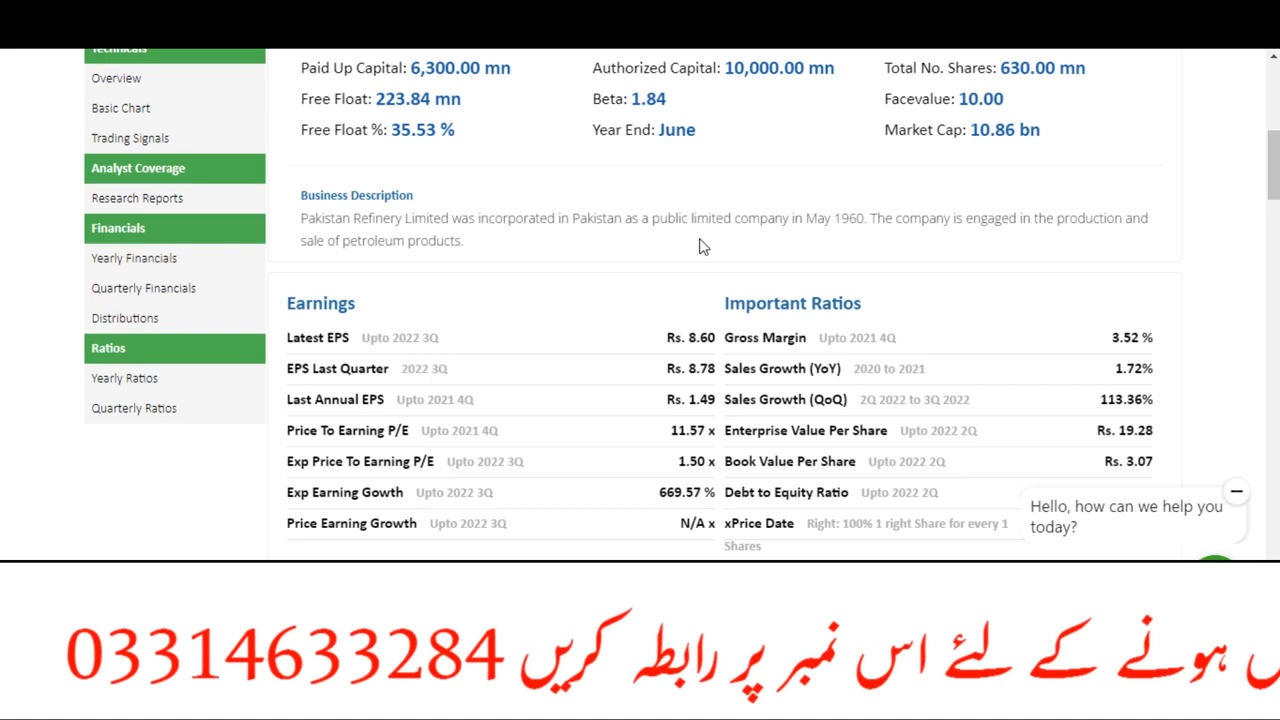 Technicals
Overview
Basic Chart
Trading Signals
Analyst Coverage
Research Reports
Financials
Yearly Financials
Quarterly Financials
Distributions
Ratios
Yearly Ratios
Quarterly Ratios
Paid Up Capital: 6,300.00 mn Authorized Capital: 10,000.00 mn Total No. Shares: 630.00 mn
Free Float: 223.84 mn Beta: 1.84 Facevalue: 10.00
Free Float %: 35.53 % Year End: June Market Cap: 10.86 bn
Business Description
Pakistan Refinery Limited was incorporated in Pakistan as a public limited company in May 1960. The company is engaged in the production and
sale of petroleum products.
Earnings
Latest EPS Upto 2022 3Q Rs. 8.60
EPS Last Quarter 2022 3Q Rs. 8.78
Last Annual EPS Upto 2021 4Q Rs. 1.49
Price To Earning P/E Upto 2021 4Q 11.57 x
Exp Price To Earning P/E Upto 2022 3Q 1.50 x
Exp Earning Gowth Upto 2022 3Q 669.57 %
Price Earning Growth Upto 2022 3Q N/A x
Important Ratios
Gross Margin Upto 2021 4Q 3.52 %
Sales Growth (YoY) 2020 to 2021 1.72%
Sales Growth (QoQ) 2Q 2022 to 3Q 2022 113.36%
Enterprise Value Per Share Upto 2022 2Q Rs. 19.28
Book Value Per Share Upto 2022 2Q Rs. 3.07
Debt to Equity Ratio Upto 2022 2Q
xPrice Date Right: 100% 1 right Share for every 1
Shares
Hello, how can we help you
today?
ہونے کے لئے اس نمبر پر رابطہ کریں 03314633284